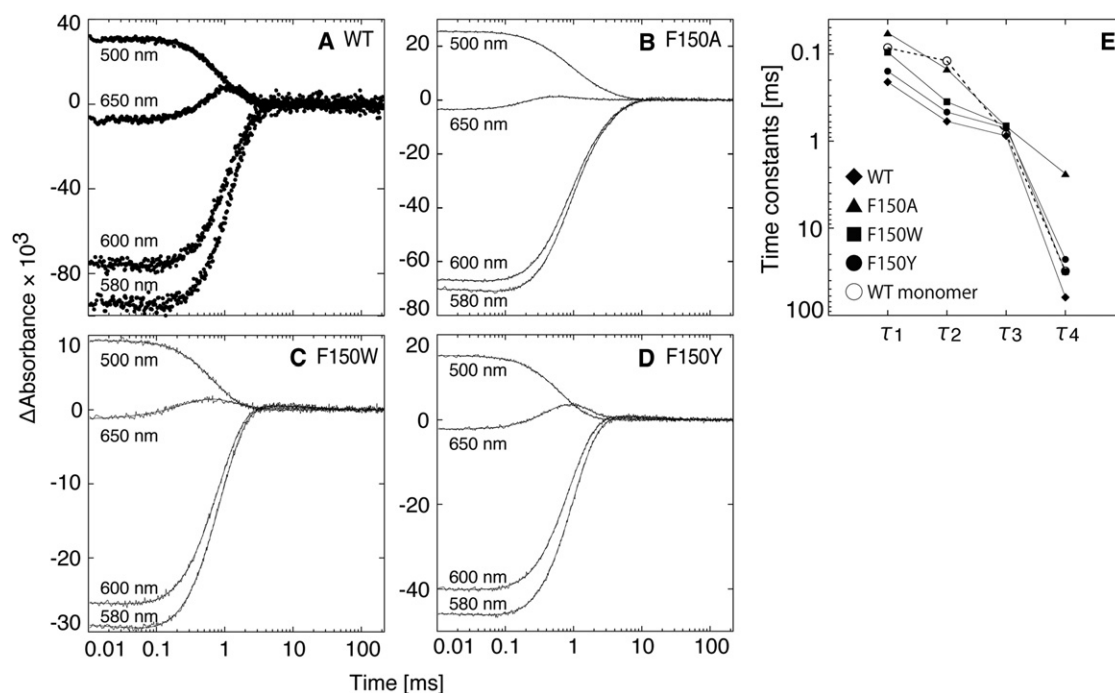 A WT
500 nm
650 nm
600 nm
580 nm
40
0
-40
-80
B F150A
500 nm
650 nm
600 nm
580 nm
20
0
-20
-40
-60
-80
C F150W
500 nm
650 nm
600 nm
580 nm
10
0
-10
-20
-30
0.01 0.1 1 10 100
D F150Y
500 nm
650 nm
600 nm
580 nm
20
0
-20
-40
0.01 0.1 1 10 100
ΔAbsorbance × 10³
Time [ms]
E
Time constants [ms]
0.1
1
10
100
WT
F150A
F150W
F150Y
WT monomer
τ1 τ2 τ3 τ4